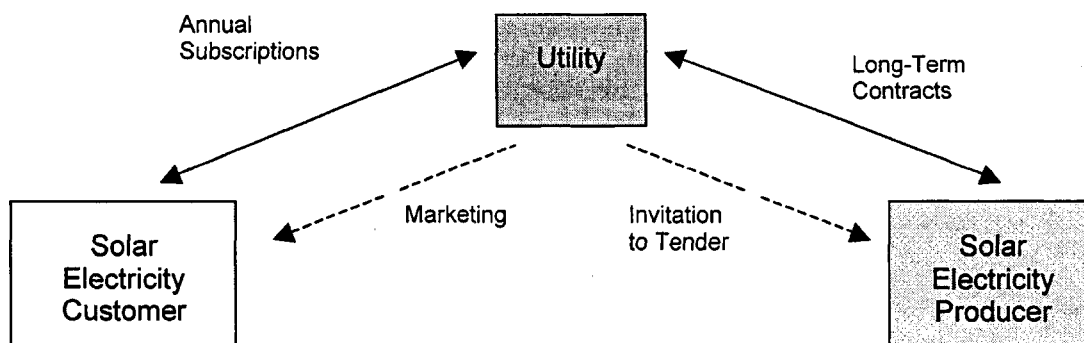 Annual
Subscriptions
Utility
Long-Term
Contracts
Marketing
Invitation
to Tender
Solar
Electricity
Customer
Solar
Electricity
Producer